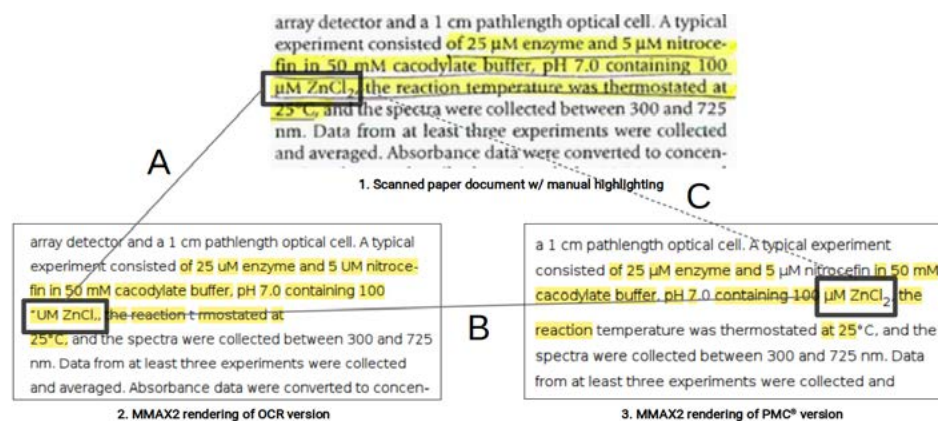 array detector and a 1 cm pathlength optical cell. A typical
experiment consisted of 25 µM enzyme and 5 µM nitroce-
fin in 50 mM cacodylate buffer, pH 7.0 containing 100
µM ZnCl2, the reaction temperature was thermostated at
25°C, and the spectra were collected between 300 and 725
nm. Data from at least three experiments were collected
and averaged. Absorbance data were converted to concen-
A
C
1. Scanned paper document w/ manual highlighting
array detector and a 1 cm pathlength optical cell. A typical
experiment consisted of 25 uM enzyme and 5 UM nitroce-
fin in 50 mM cacodylate buffer, pH 7.0 containing 100
"UM ZnCl,, the reaction t rmostated at
25°C, and the spectra were collected between 300 and 725
nm. Data from at least three experiments were collected
and averaged. Absorbance data were converted to concen-
2. MMAX2 rendering of OCR version
B
a 1 cm pathlength optical cell. A typical experiment
consisted of 25 µM enzyme and 5 µM nitrocefin in 50 mM
cacodylate buffer, pH 7.0 containing 100 µM ZnCl2, the
reaction temperature was thermostated at 25°C, and the
spectra were collected between 300 and 725 nm. Data
from at least three experiments were collected and
3. MMAX2 rendering of PMC® version